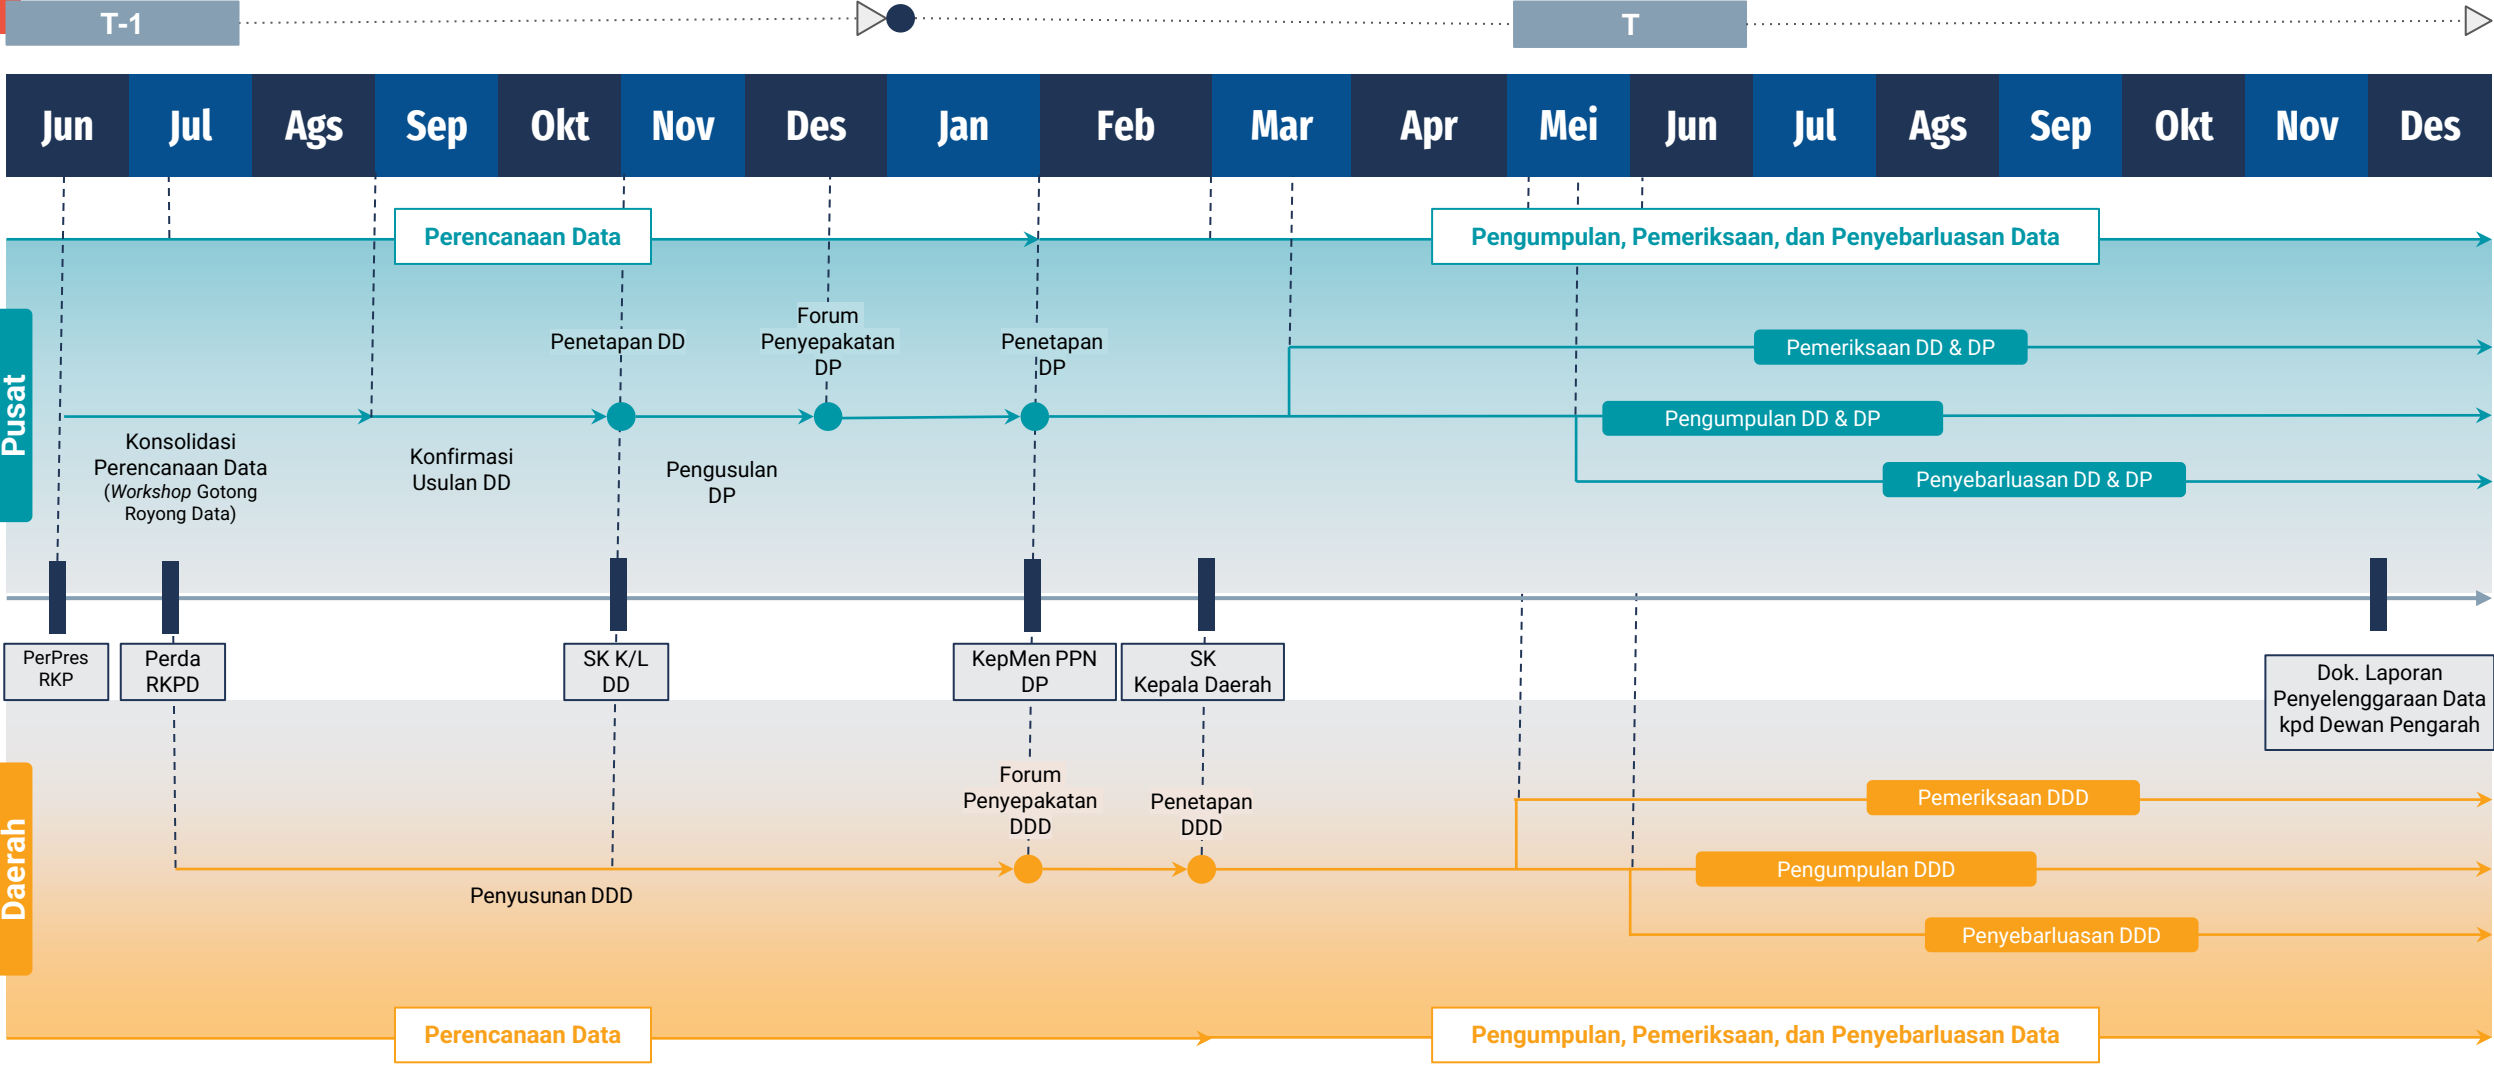 T-1
T
Jun
Jul
Ags
Sep
Okt
Nov
Des
Jan
Feb
Mar
Apr
Mei
Jun
Jul
Ags
Sep
Okt
Nov
Des
Perencanaan Data
Pengumpulan, Pemeriksaan, dan Penyebarluasan Data
Pusat
Penetapan DD
Forum
Penyepakatan
DP
Penetapan
DP
Pemeriksaan DD & DP
Pengumpulan DD & DP
Penyebarluasan DD & DP
Konsolidasi
Perencanaan Data
(Workshop Gotong
Royong Data)
Konfirmasi
Usulan DD
Pengusulan
DP
PerPres
RKP
Perda
RKPD
SK K/L
DD
KepMen PPN
DP
SK
Kepala Daerah
Dok. Laporan
Penyelenggaraan Data
kpd Dewan Pengarah
Daerah
Forum
Penyepakatan
DDD
Penetapan
DDD
Pemeriksaan DDD
Pengumpulan DDD
Penyebarluasan DDD
Penyusunan DDD
Perencanaan Data
Pengumpulan, Pemeriksaan, dan Penyebarluasan Data